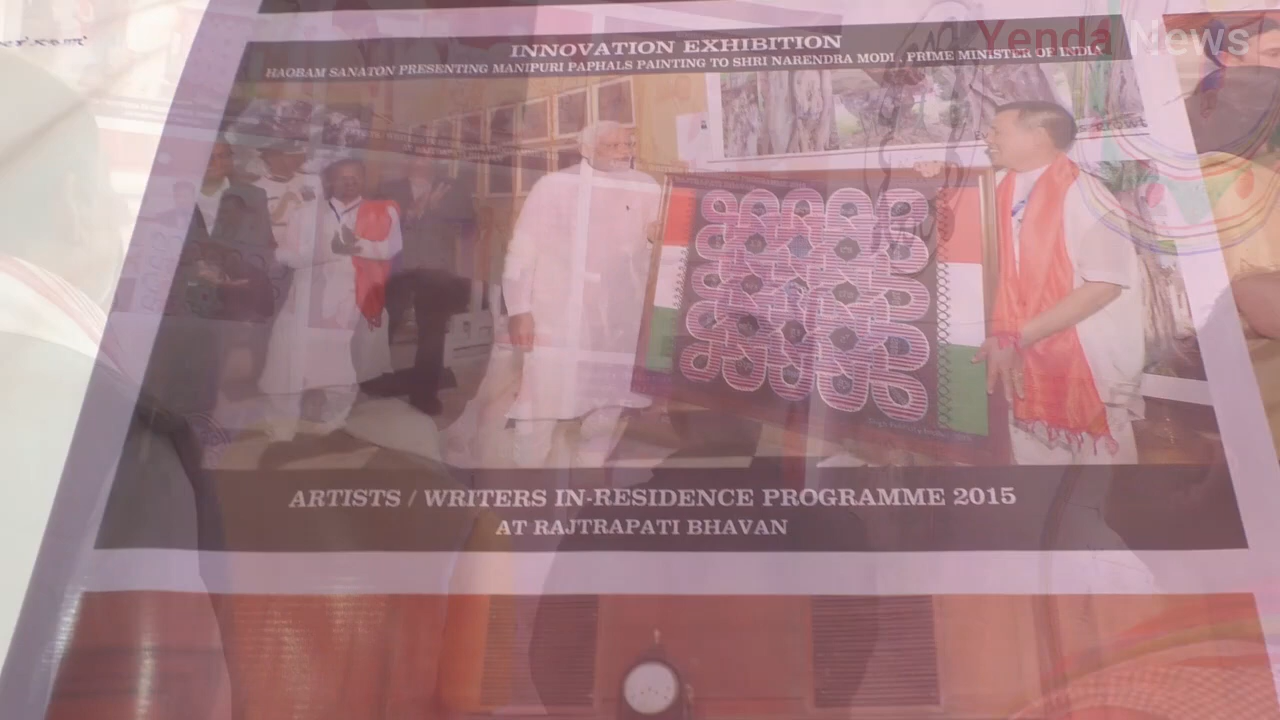 Yenda News
INNOVATION EXHIBITION
HAOBAM SANATON PRESENTING MANIPURI PAPHALS PAINTING TO SHRI NARENDRA MODI , PRIME MINISTER OF INDIA
ARTISTS / WRITERS IN-RESIDENCE PROGRAMME 2015
AT RAJTRAPATI BHAVAN